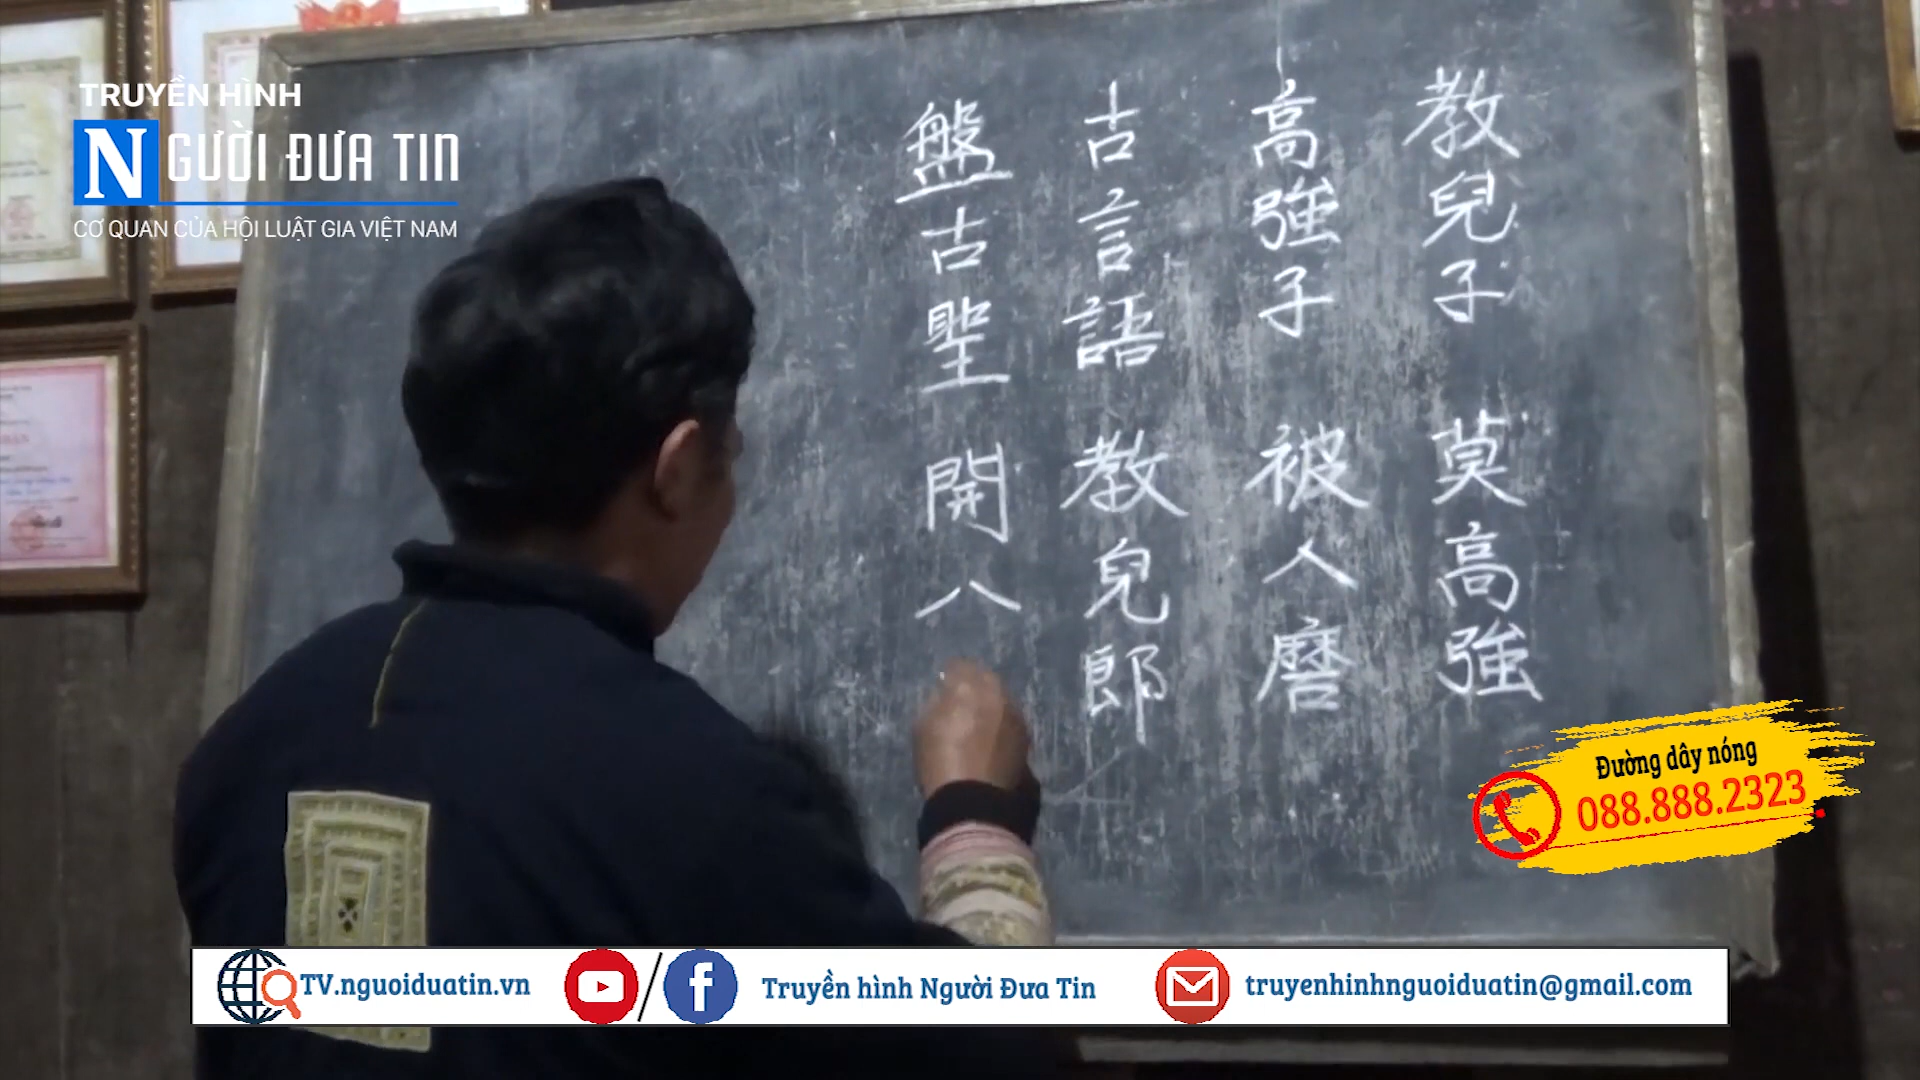 TRUYỀN HÌNH
NGƯỜI ĐƯA TIN
CƠ QUAN CỦA HỘI LUẬT GIA VIỆT NAM
教兒子 莫高強
高強子 被人磨
古言語 教兒郎
盤古聖 開八
Đường dây nóng
088.888.2323
TV.nguoiduatin.vn
Truyền hình Người Đưa Tin
truyenhinhnguoiduatin@gmail.com